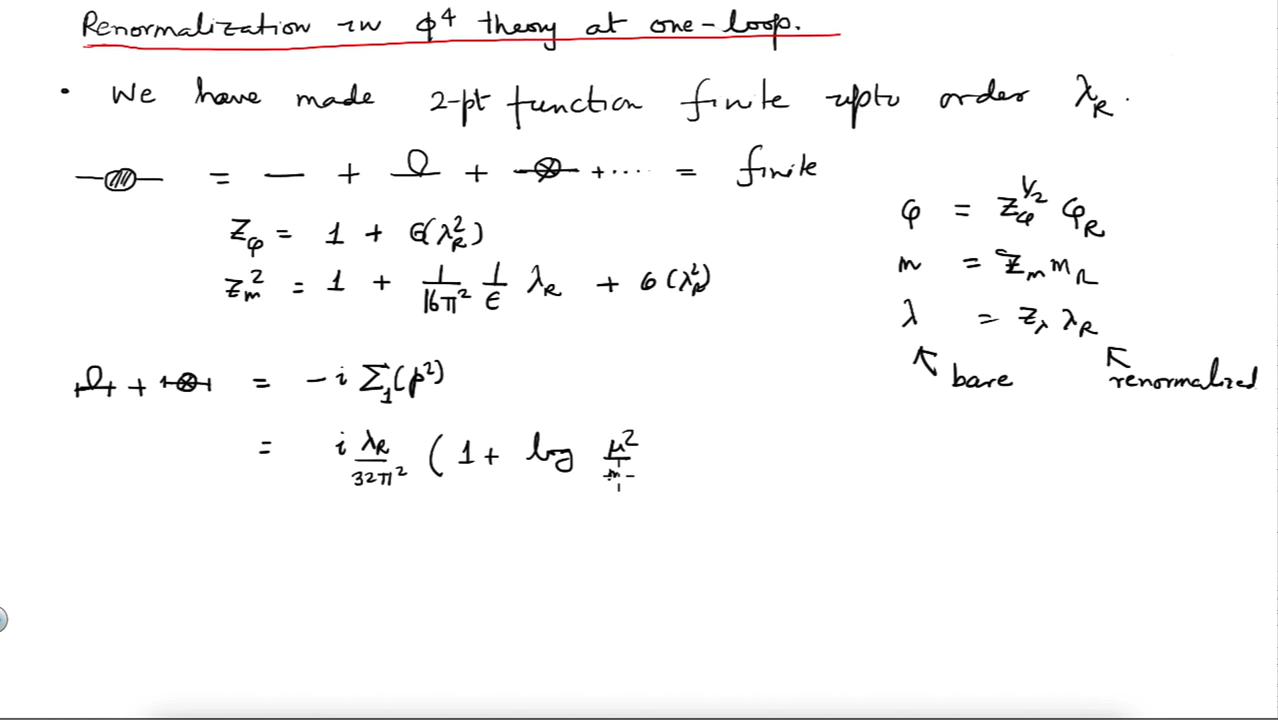 Renormalization in ϕ⁴ theory at one-loop.
• We have made 2-pt function finite upto order λ_R.
= — + + + .... = finite
Z_φ = 1 + O(λ_R²)
Z_m² = 1 + 1/16π² 1/ϵ λ_R + O(λ_R²)
φ = Z_φ^{1/2} φ_R
m = Z_m m_R
λ = Z_λ λ_R
bare renormalized
+ = -i Σ₁(p²)
= i λ_R/32π² ( 1 + log μ²/m